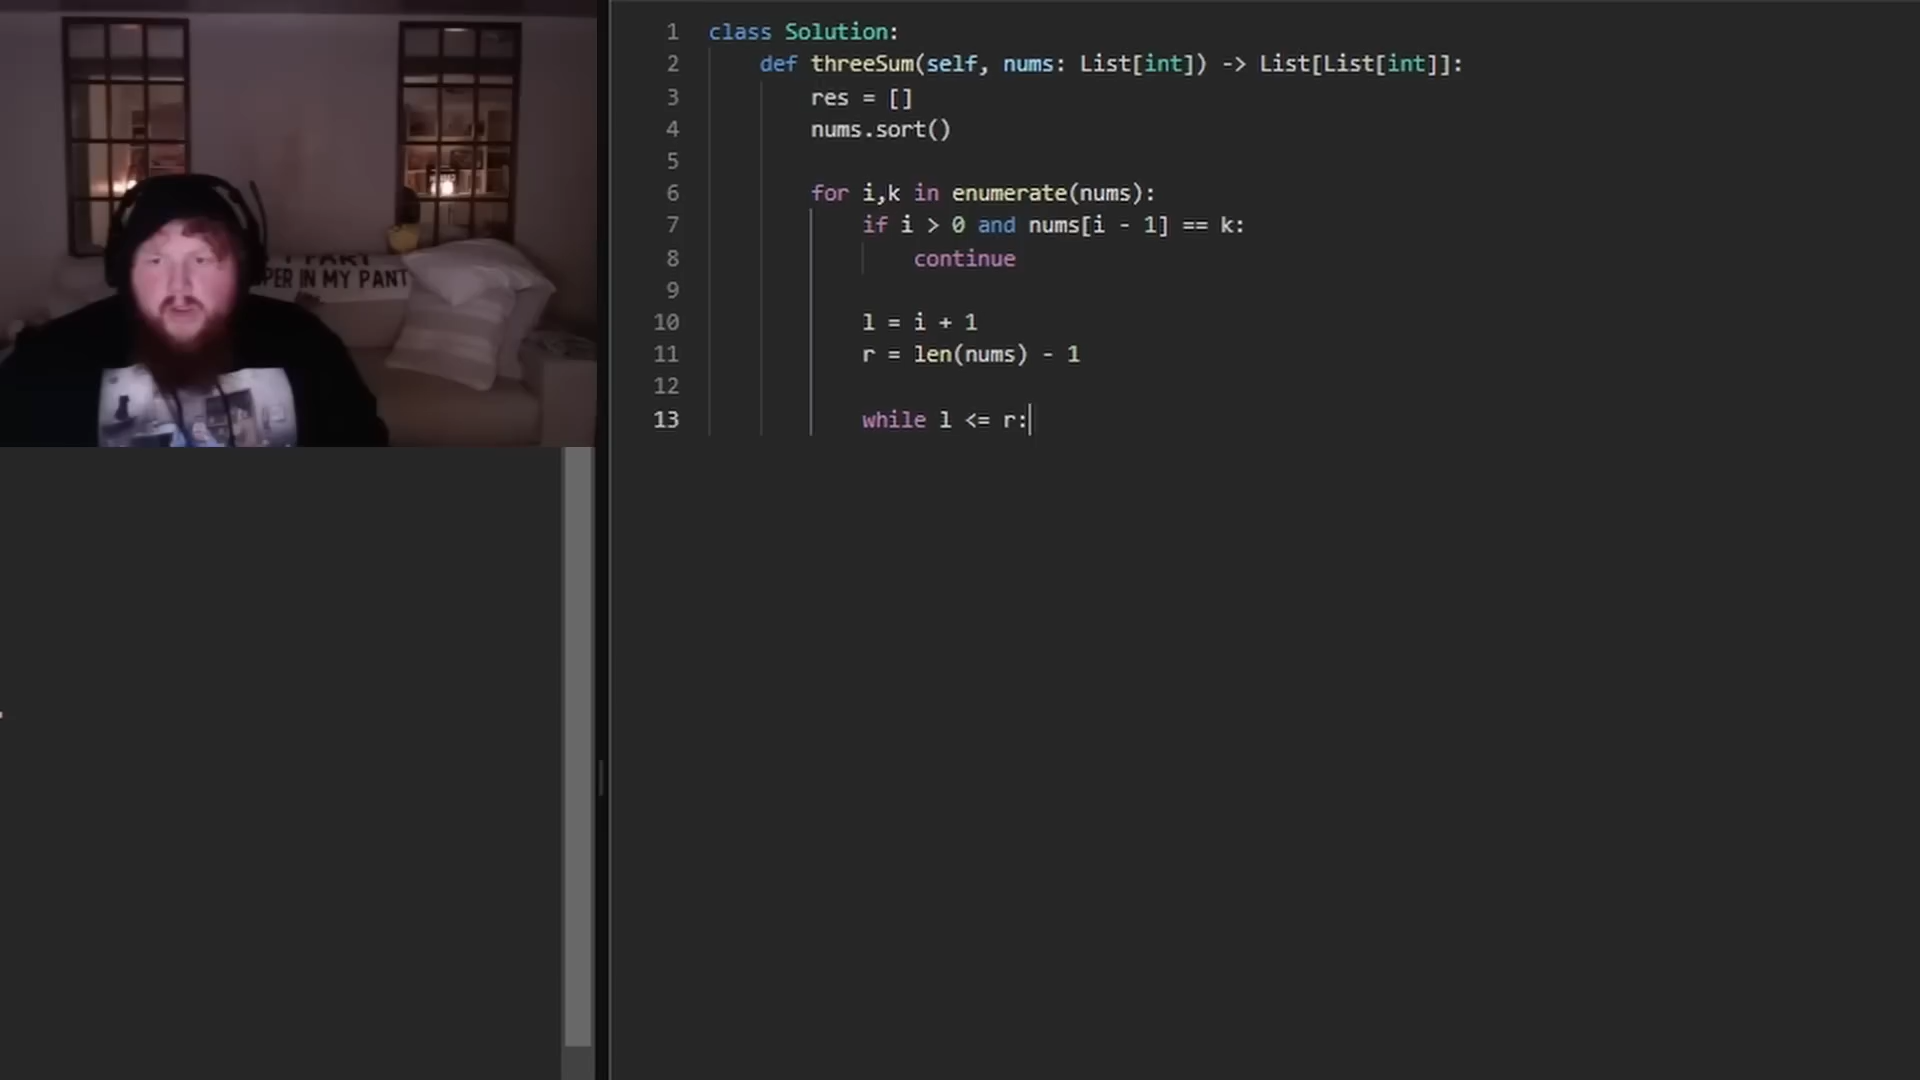 I FART
PER IN MY PANT
1 class Solution:
2 def threeSum(self, nums: List[int]) -> List[List[int]]:
3 res = []
4 nums.sort()
5
6 for i,k in enumerate(nums):
7 if i > 0 and nums[i - 1] == k:
8 continue
9
10 l = i + 1
11 r = len(nums) - 1
12
13 while l <= r: